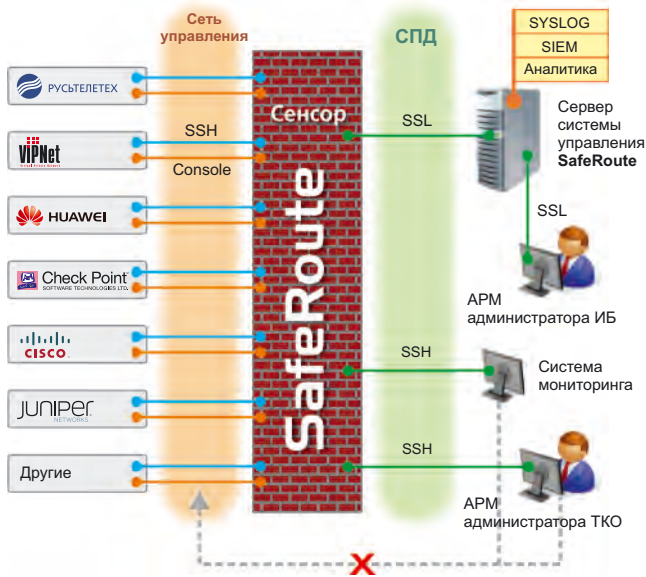 Сеть
управления
СПД
SYSLOG
SIEM
Аналитика
РУСЬТЕЛЕТЕХ
Сенсор
SSL
Сервер
системы
управления
SafeRoute
ViPNet
SSH
Console
SafeRoute
HUAWEI
SSL
Check Point
SOFTWARE TECHNOLOGIES LTD.
АРМ
администратора ИБ
CISCO
SSH
Система
мониторинга
JUNIPER
NETWORKS
Другие
SSH
АРМ
администратора ТКО
X